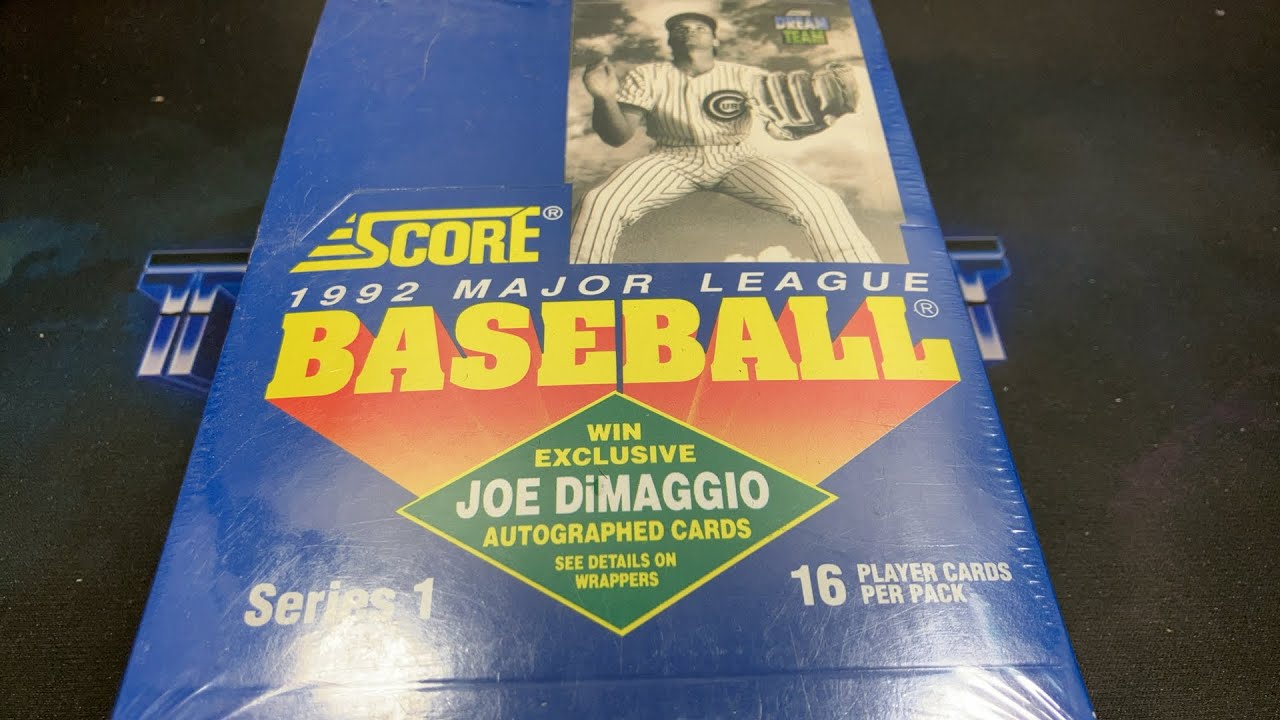 DREAM
TEAM
CUBS
SCORE®
1992 MAJOR LEAGUE
BASEBALL®
WIN
EXCLUSIVE
JOE DiMAGGIO
AUTOGRAPHED CARDS
SEE DETAILS ON
WRAPPERS
Series 1
16 PLAYER CARDS
PER PACK